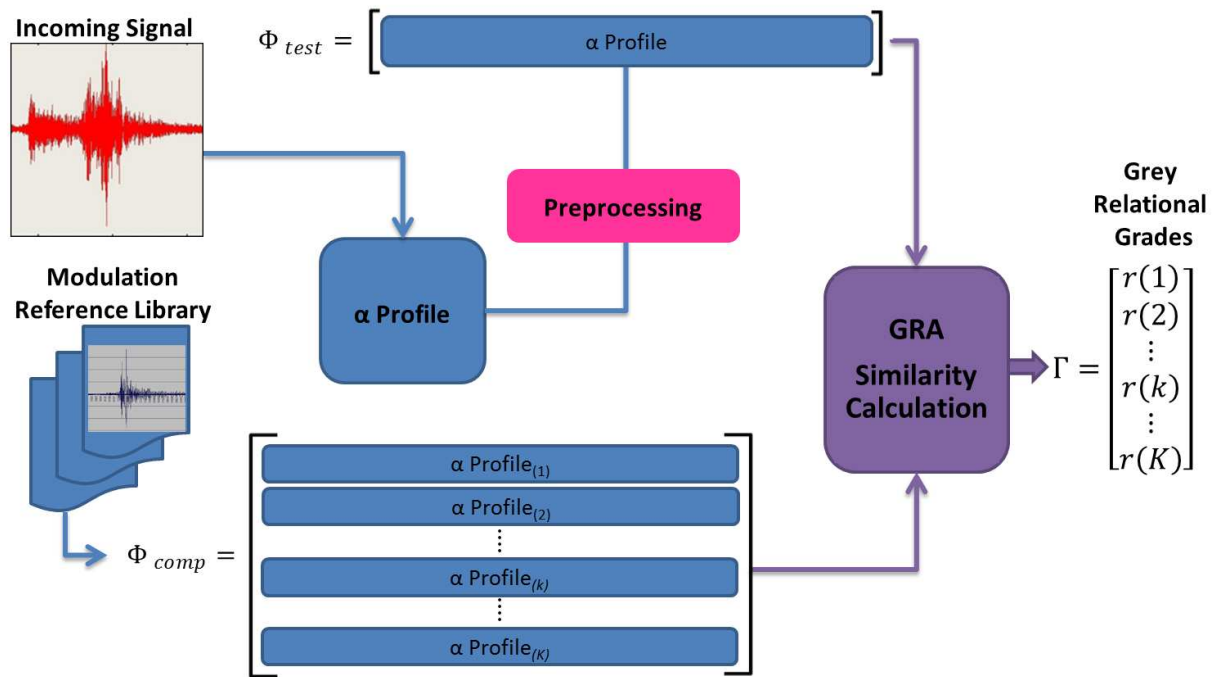 Incoming Signal
Φ test = [ α Profile ]
Preprocessing
α Profile
Modulation
Reference Library
Φ comp =
α Profile(1)
α Profile(2)
⋮
α Profile(k)
⋮
α Profile(K)
GRA
Similarity
Calculation
Grey
Relational
Grades
Γ =
r(1)
r(2)
⋮
r(k)
⋮
r(K)